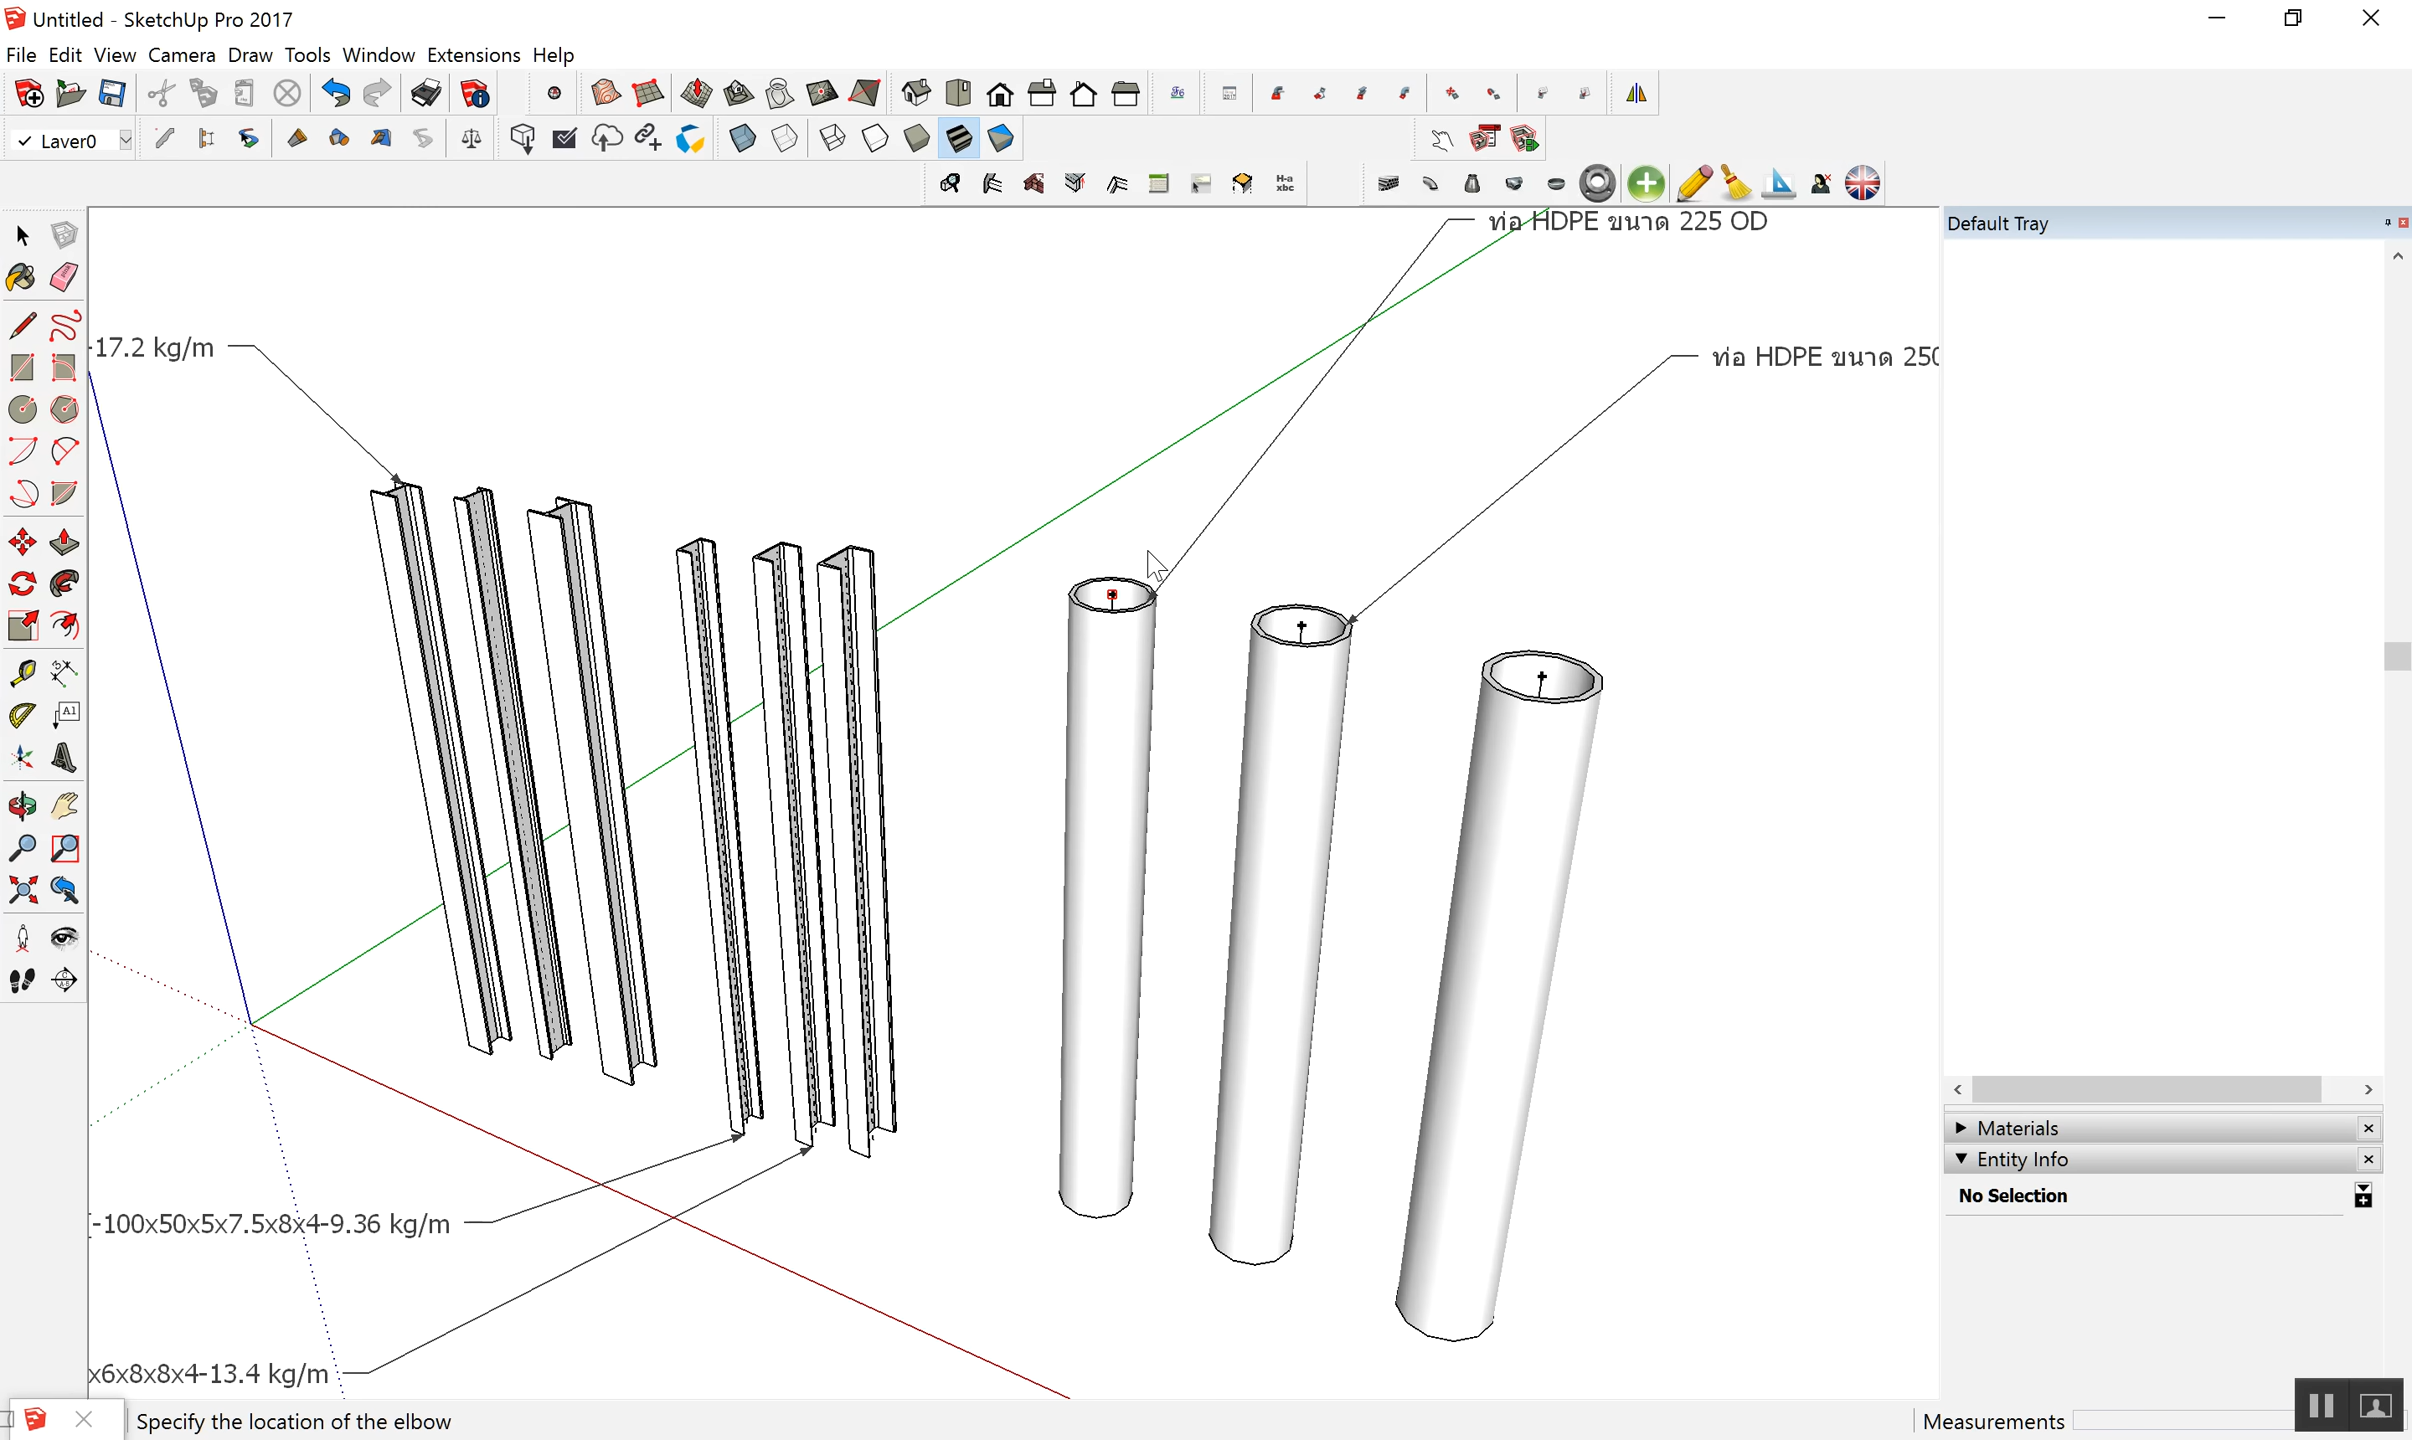 Untitled - SketchUp Pro 2017
File Edit View Camera Draw Tools Window Extensions Help
Layer0
H-a
xbc
Default Tray
ท่อ HDPE ขนาด 225 OD
-17.2 kg/m
ท่อ HDPE ขนาด 250
A1
Materials
Entity Info
No Selection
-100x50x5x7.5x8x4-9.36 kg/m
x6x8x8x4-13.4 kg/m
Specify the location of the elbow
Measurements